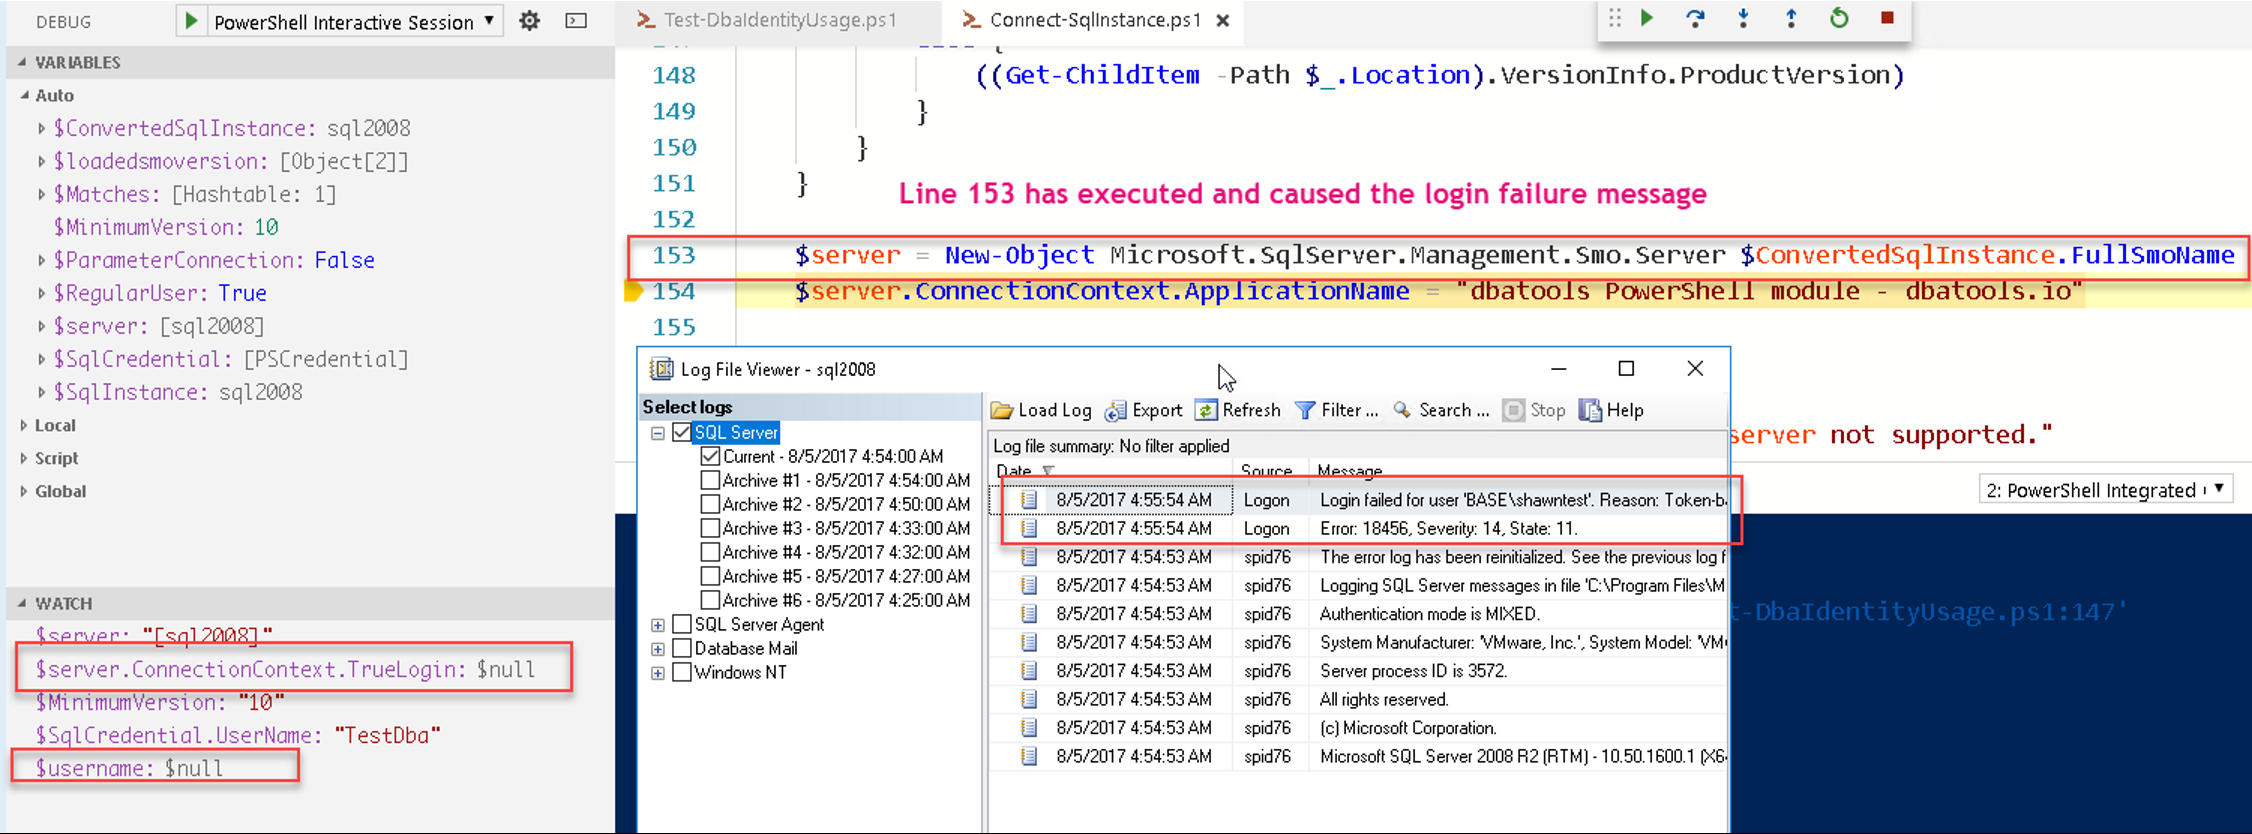 DEBUG
PowerShell Interactive Session
VARIABLES
Auto
$ConvertedSqlInstance: sql2008
$loadedsmoversion: [Object[2]]
$Matches: [Hashtable: 1]
$MinimumVersion: 10
$ParameterConnection: False
$RegularUser: True
$server: [sql2008]
$SqlCredential: [PSCredential]
$SqlInstance: sql2008
Local
Script
Global
WATCH
$server: "[sql2008]"
$server.ConnectionContext.TrueLogin: $null
$MinimumVersion: "10"
$SqlCredential.UserName: "TestDba"
$username: $null
Test-DbaIdentityUsage.ps1
Connect-SqlInstance.ps1
148 ((Get-ChildItem -Path $_.Location).VersionInfo.ProductVersion)
149 }
150 }
151 }
Line 153 has executed and caused the login failure message
152
153 $server = New-Object Microsoft.SqlServer.Management.Smo.Server $ConvertedSqlInstance.FullSmoName
154 $server.ConnectionContext.ApplicationName = "dbatools PowerShell module - dbatools.io"
155
server not supported."
2: PowerShell Integrated
t-DbaIdentityUsage.ps1:147'
Log File Viewer - sql2008
Select logs
SQL Server
Current - 8/5/2017 4:54:00 AM
Archive #1 - 8/5/2017 4:54:00 AM
Archive #2 - 8/5/2017 4:50:00 AM
Archive #3 - 8/5/2017 4:33:00 AM
Archive #4 - 8/5/2017 4:32:00 AM
Archive #5 - 8/5/2017 4:27:00 AM
Archive #6 - 8/5/2017 4:25:00 AM
SQL Server Agent
Database Mail
Windows NT
Load Log Export Refresh Filter ... Search ... Stop Help
Log file summary: No filter applied
Date Source Message
8/5/2017 4:55:54 AM Logon Login failed for user 'BASE\shawntest'. Reason: Token-ba
8/5/2017 4:55:54 AM Logon Error: 18456, Severity: 14, State: 11.
8/5/2017 4:54:53 AM spid76 The error log has been reinitialized. See the previous log f
8/5/2017 4:54:53 AM spid76 Logging SQL Server messages in file 'C:\Program Files\M
8/5/2017 4:54:53 AM spid76 Authentication mode is MIXED.
8/5/2017 4:54:53 AM spid76 System Manufacturer: 'VMware, Inc.', System Model: 'VM
8/5/2017 4:54:53 AM spid76 Server process ID is 3572.
8/5/2017 4:54:53 AM spid76 All rights reserved.
8/5/2017 4:54:53 AM spid76 (c) Microsoft Corporation.
8/5/2017 4:54:53 AM spid76 Microsoft SQL Server 2008 R2 (RTM) - 10.50.1600.1 (X6